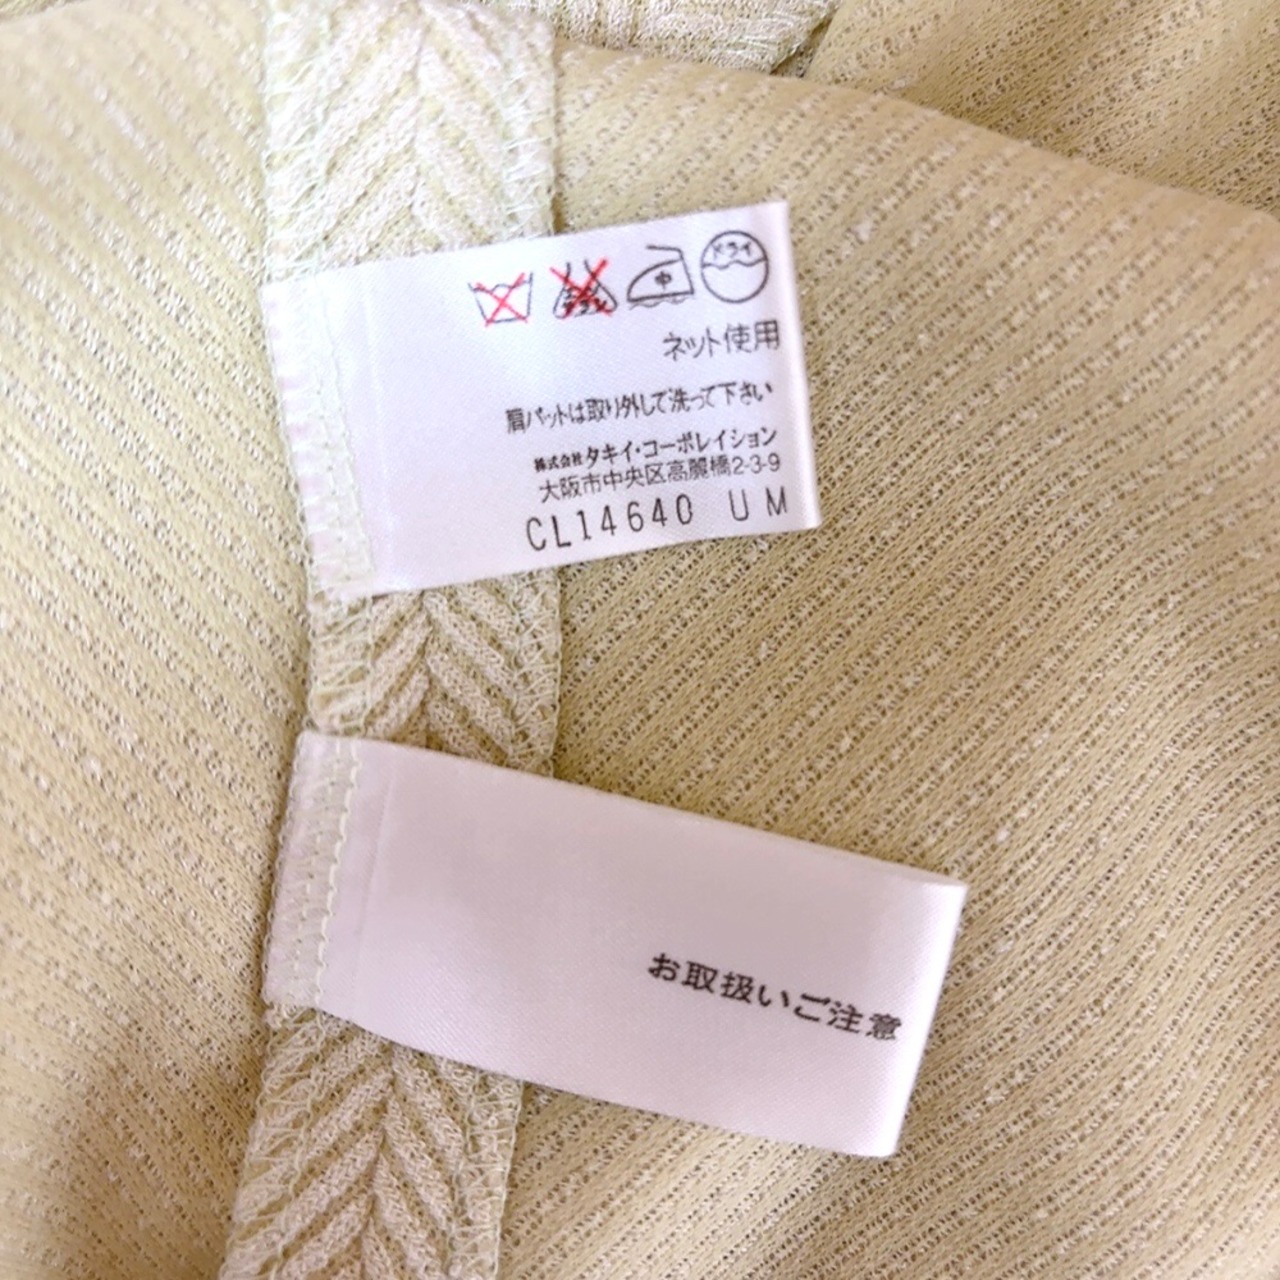 ドライ
中
ネット使用
肩パットは取り外して洗って下さい
株式会社タキイ・コーポレイション
大阪市中央区高麗橋2-3-9
CL14640 UM
お取扱いご注意